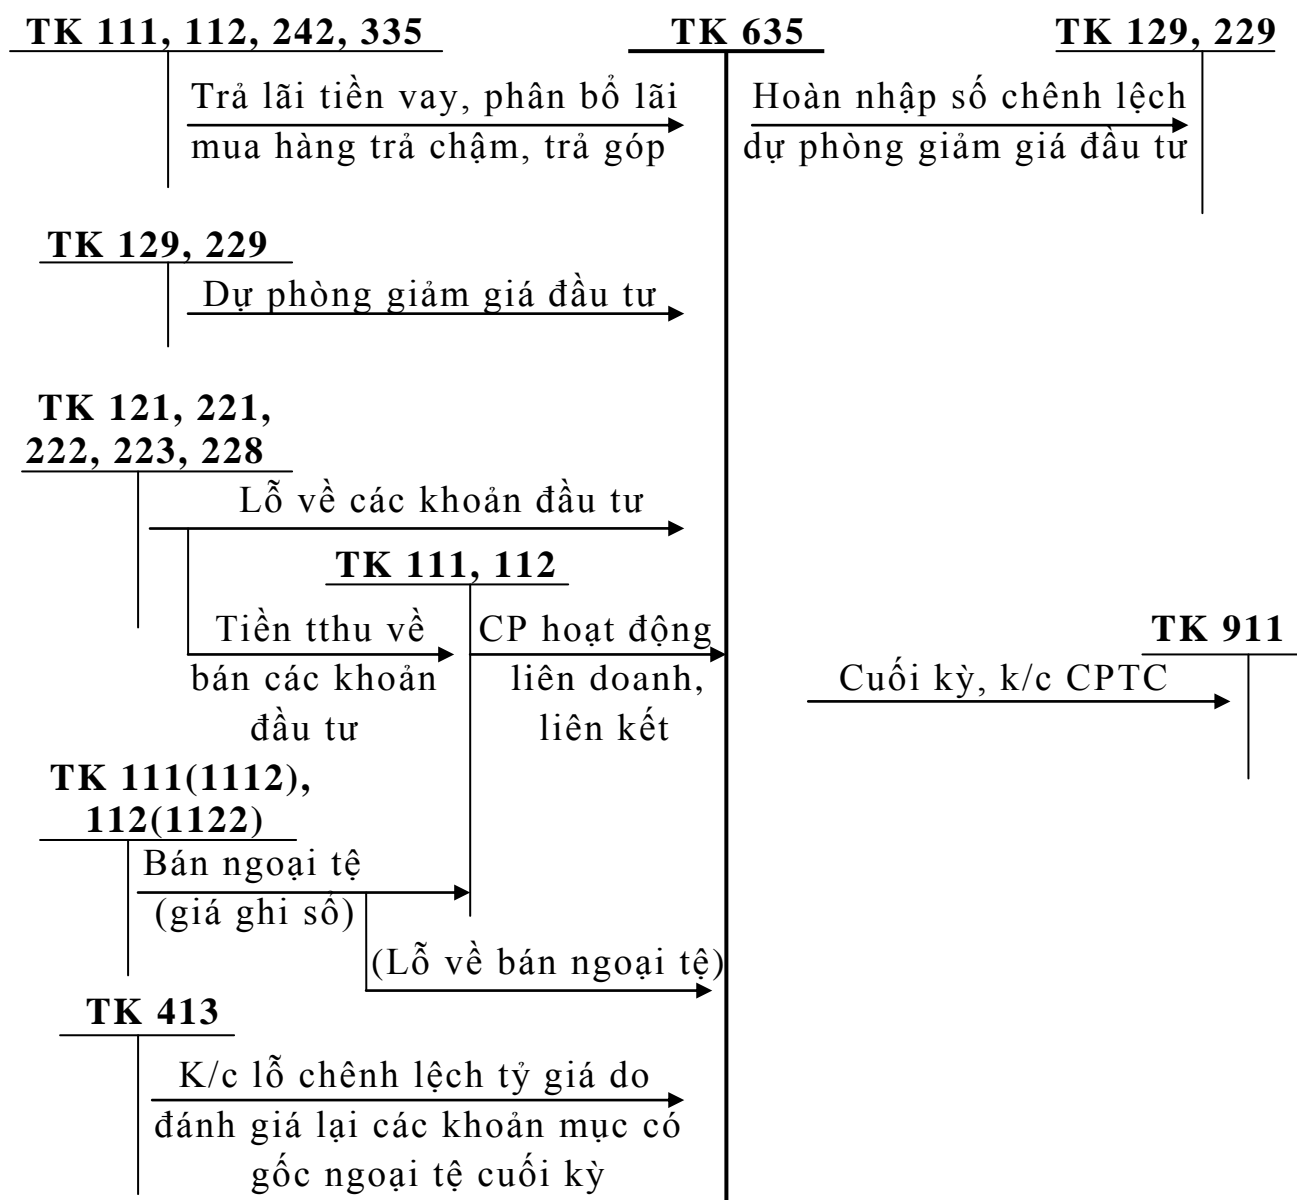 TK 111, 112, 242, 335
TK 635
TK 129, 229
Trả lãi tiền vay, phân bổ lãi
mua hàng trả chậm, trả góp
Hoàn nhập số chênh lệch
dự phòng giảm giá đầu tư
TK 129, 229
Dự phòng giảm giá đầu tư
TK 121, 221,
222, 223, 228
Lỗ về các khoản đầu tư
TK 111, 112
Tiền tthu về
bán các khoản
đầu tư
CP hoạt động
liên doanh,
liên kết
TK 911
Cuối kỳ, k/c CPTC
TK 111(1112),
112(1122)
Bán ngoại tệ
(giá ghi sổ)
(Lỗ về bán ngoại tệ)
TK 413
K/c lỗ chênh lệch tỷ giá do
đánh giá lại các khoản mục có
gốc ngoại tệ cuối kỳ